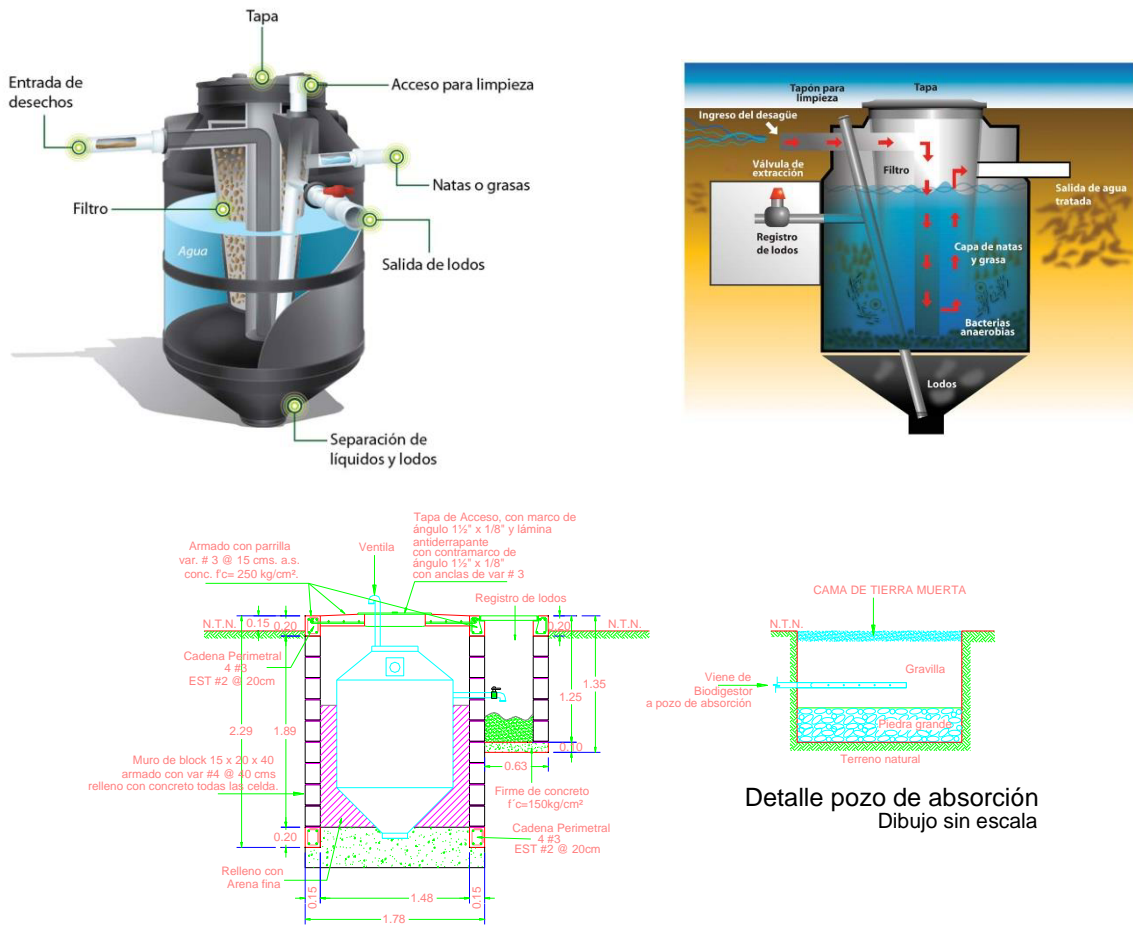 Tapa
Entrada de
desechos
Acceso para limpieza
Filtro
Agua
Natas o grasas
Salida de lodos
Separación de
líquidos y lodos
Tapón para
limpieza
Tapa
Ingreso del desagüe
Válvula de
extracción
Filtro
Salida de agua
tratada
Registro
de lodos
Capa de natas
y grasa
Bacterias
anaerobias
Lodos
Armado con parrilla
var. # 3 @ 15 cms. a.s.
conc. f'c= 250 kg/cm².
Ventila
Tapa de Acceso, con marco de
ángulo 1½" x 1/8" y lámina
antiderrapante
con contramarco de
ángulo 1½" x 1/8"
con anclas de var # 3
Registro de lodos
N.T.N.
0.15
0.20
0.20
N.T.N.
Cadena Perimetral
4 #3
EST #2 @ 20cm
1.25
1.35
2.29
1.89
0.10
0.63
Muro de block 15 x 20 x 40
armado con var #4 @ 40 cms
relleno con concreto todas las celda.
Firme de concreto
f´c=150kg/cm²
0.20
Cadena Perimetral
4 #3
EST #2 @ 20cm
Relleno con
Arena fina
0.15
1.48
0.15
1.78
CAMA DE TIERRA MUERTA
N.T.N.
Gravilla
Viene de
Biodigestor
a pozo de absorción
Piedra grande
Terreno natural
Detalle pozo de absorción
Dibujo sin escala